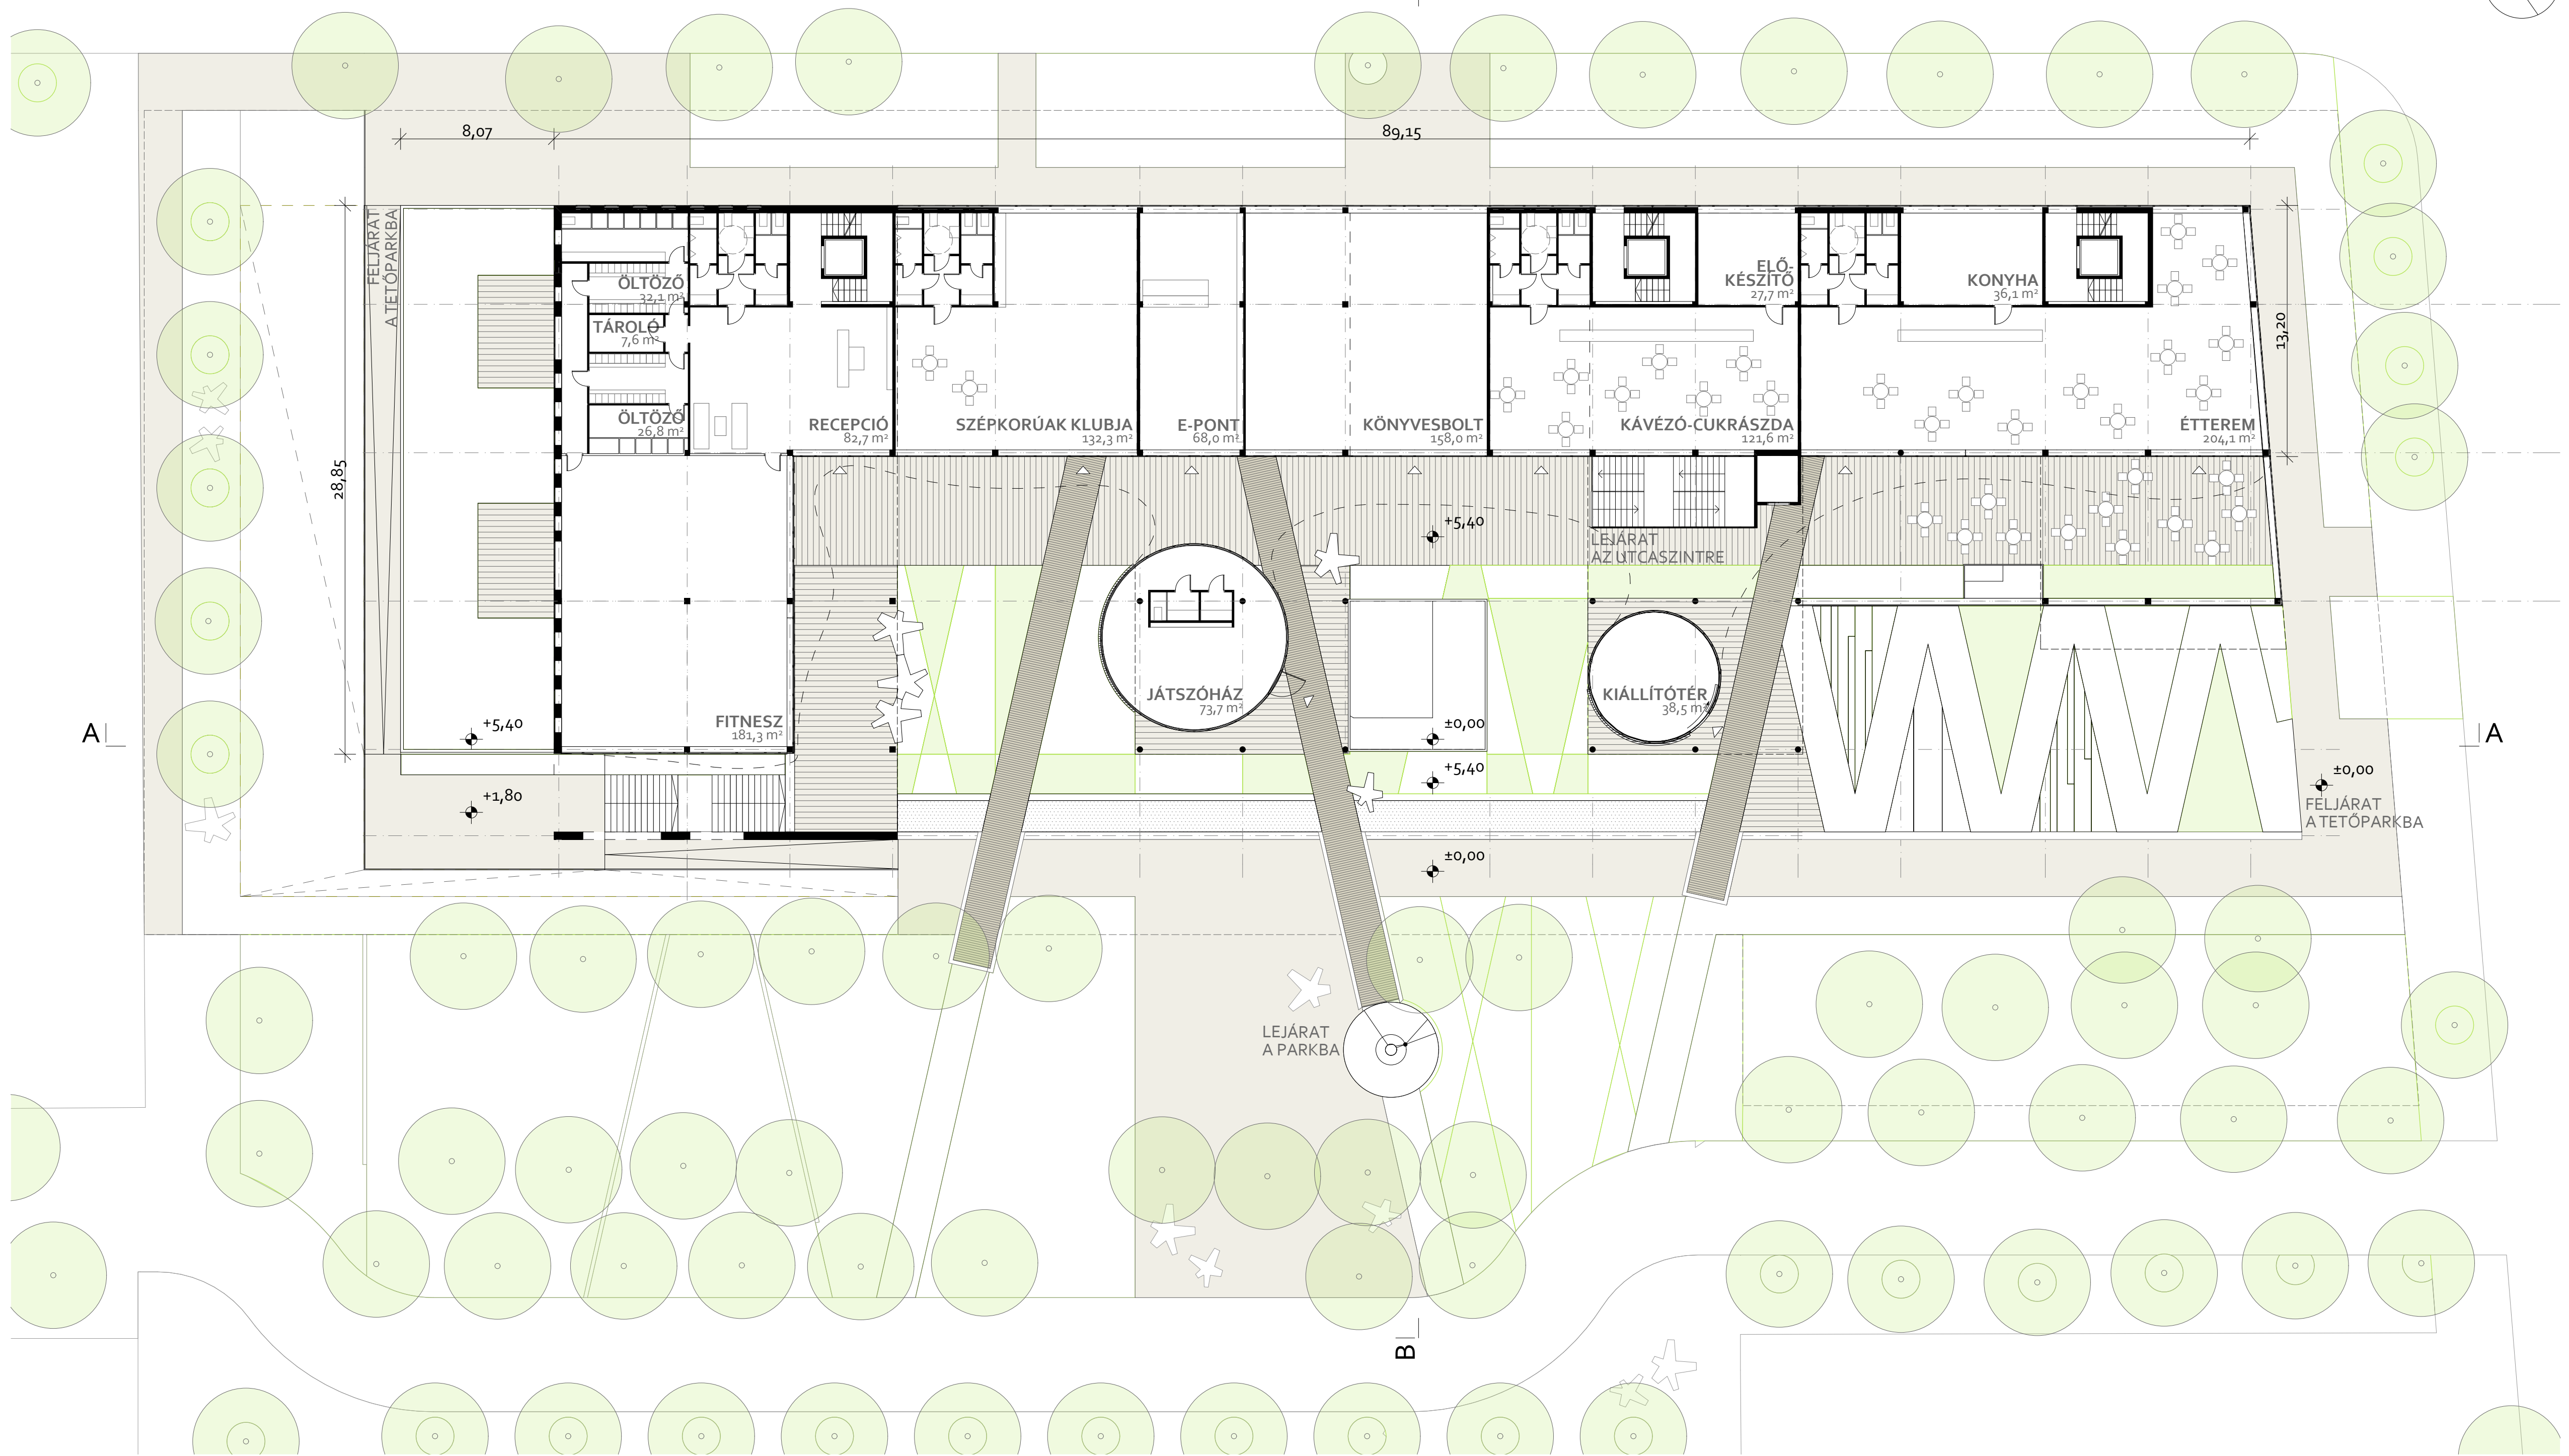 8,07
89,15
FELJÁRAT
A TETŐPARKBA
28,85
13,20
ÖLTÖZŐ
32,1 m²
TÁROLÓ
7,6 m²
ÖLTÖZŐ
26,8 m²
RECEPCIÓ
82,7 m²
SZÉPKORÚAK KLUBJA
132,3 m²
E-PONT
68,0 m²
KÖNYVESBOLT
158,0 m²
ELŐ-
KÉSZÍTŐ
27,7 m²
KÁVÉZÓ-CUKRÁSZDA
121,6 m²
KONYHA
36,1 m²
ÉTTEREM
204,1 m²
+5,40
LEJÁRAT
AZ UTCASZINTRE
FITNESZ
181,3 m²
JÁTSZÓHÁZ
73,7 m²
KIÁLLÍTÓTÉR
38,5 m²
A
+5,40
±0,00
A
+5,40
±0,00
+1,80
FELJÁRAT
A TETŐPARKBA
±0,00
LEJÁRAT
A PARKBA
B